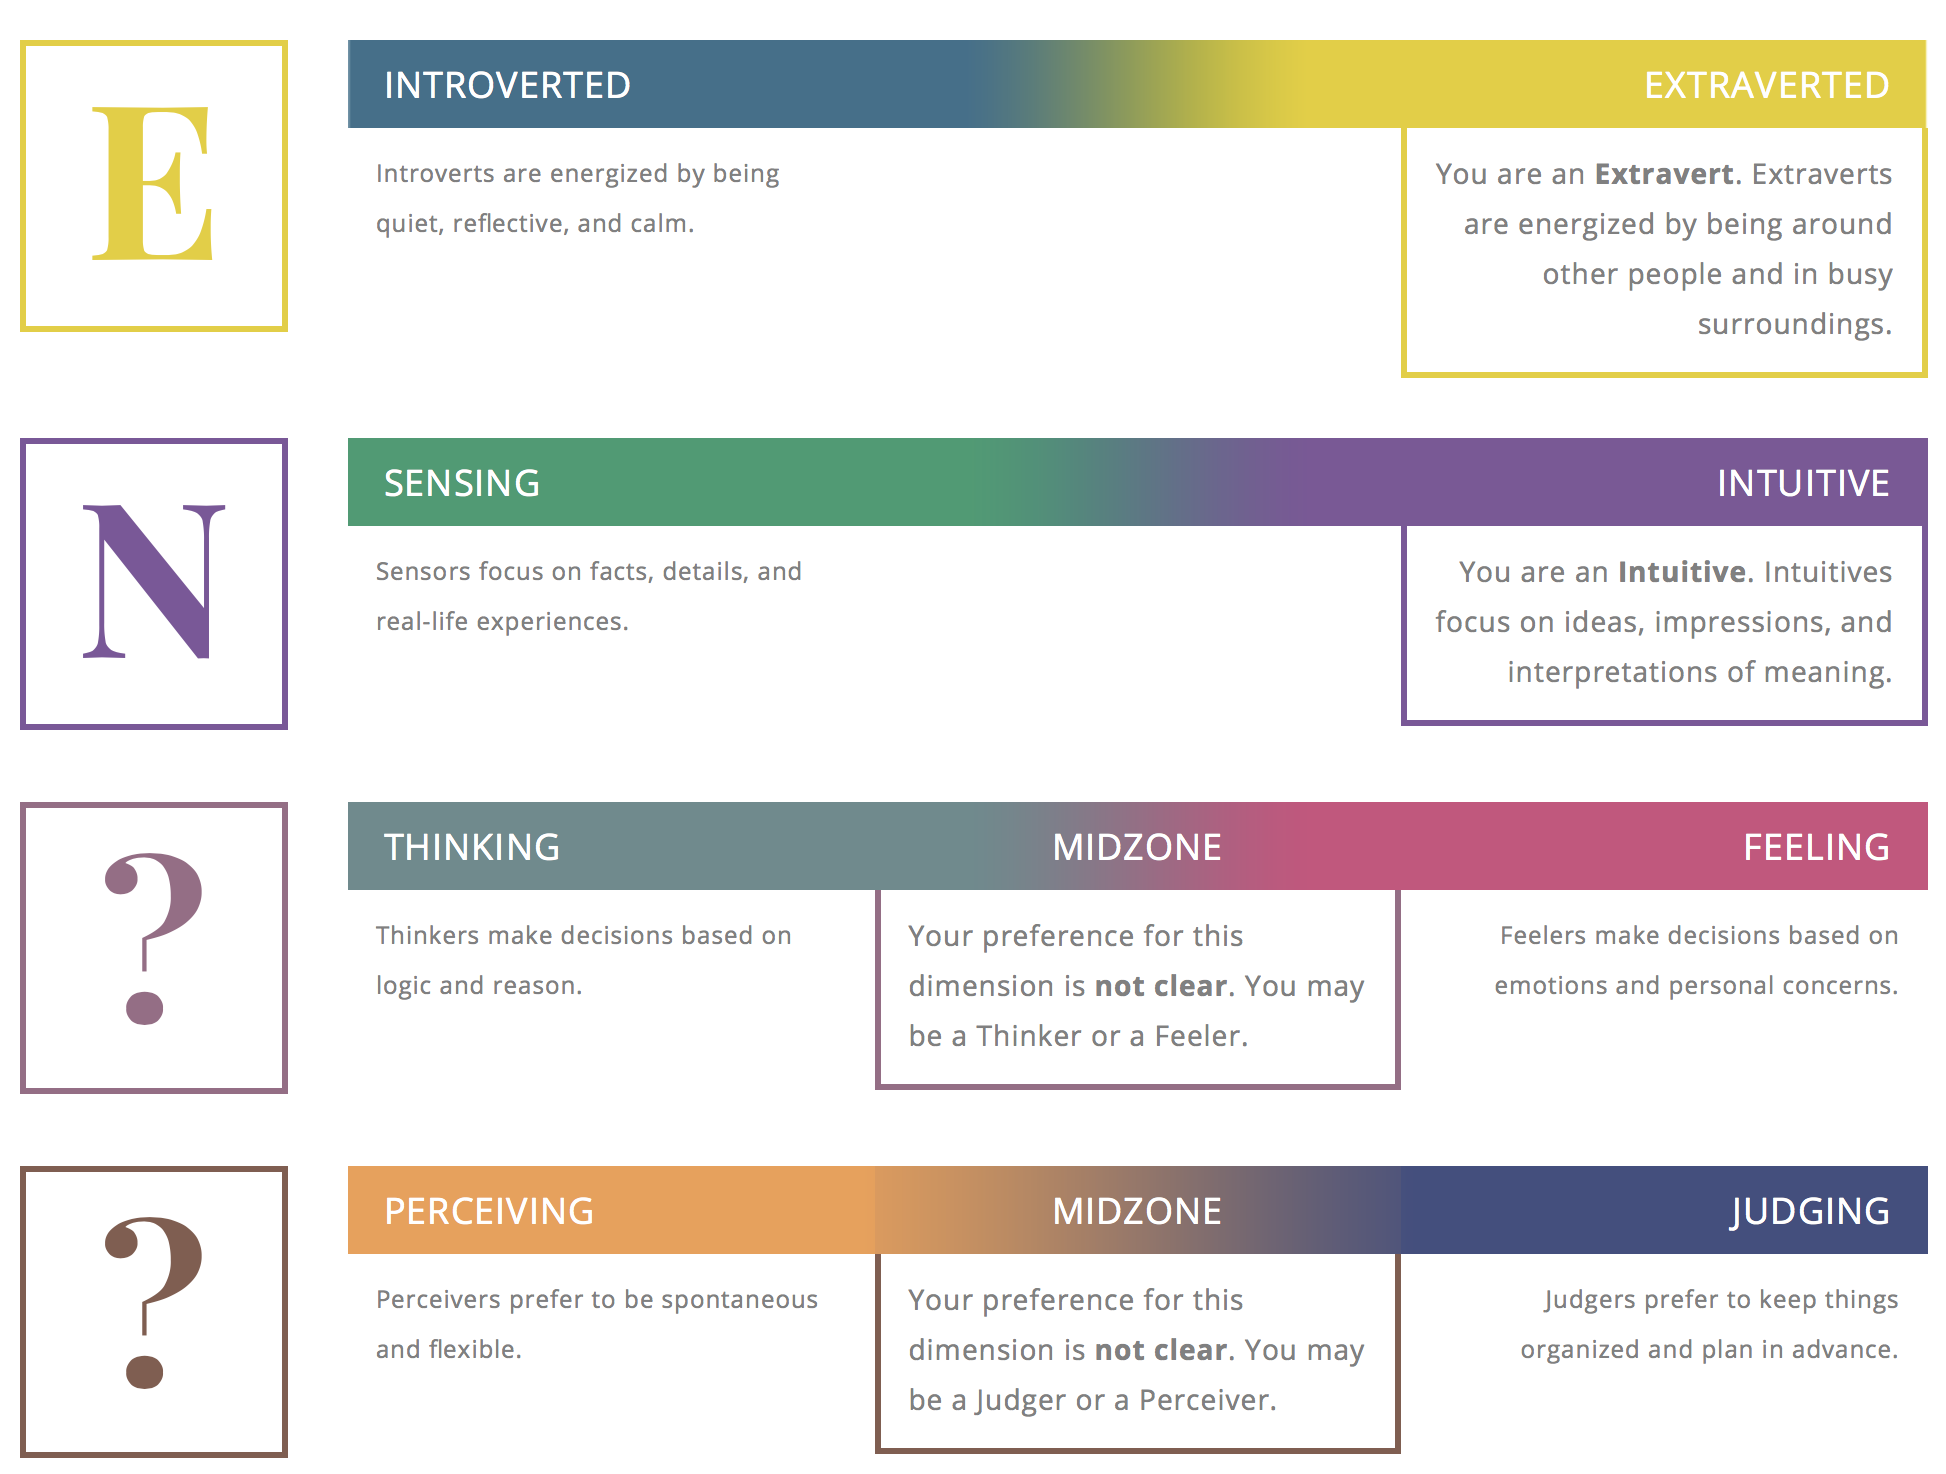 E
INTROVERTED
EXTRAVERTED
Introverts are energized by being
quiet, reflective, and calm.
You are an Extravert. Extraverts
are energized by being around
other people and in busy
surroundings.
N
SENSING
INTUITIVE
Sensors focus on facts, details, and
real-life experiences.
You are an Intuitive. Intuitives
focus on ideas, impressions, and
interpretations of meaning.
?
THINKING
MIDZONE
FEELING
Thinkers make decisions based on
logic and reason.
Your preference for this
dimension is not clear. You may
be a Thinker or a Feeler.
Feelers make decisions based on
emotions and personal concerns.
?
PERCEIVING
MIDZONE
JUDGING
Perceivers prefer to be spontaneous
and flexible.
Your preference for this
dimension is not clear. You may
be a Judger or a Perceiver.
Judgers prefer to keep things
organized and plan in advance.